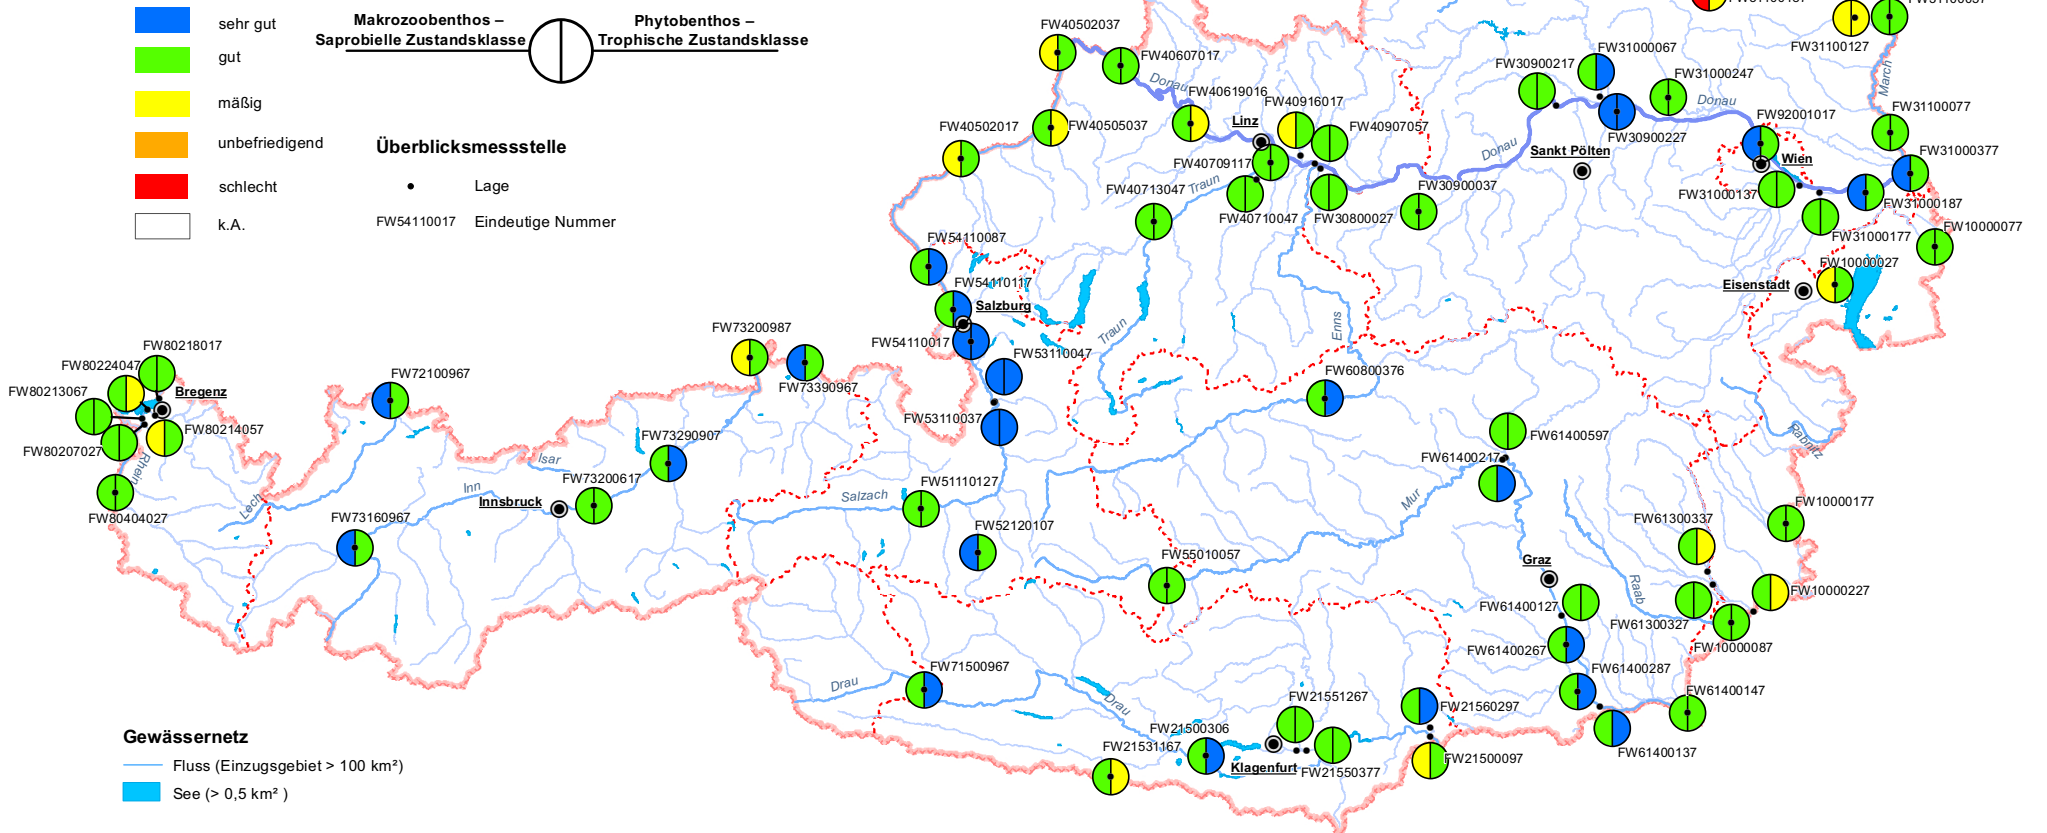 sehr gut
gut
mäßig
unbefriedigend
schlecht
k.A.
Makrozoobenthos –
Saprobielle Zustandsklasse
Phytobenthos –
Trophische Zustandsklasse
Überblicksmessstelle
Lage
FW54110017 Eindeutige Nummer
FW40502037
FW40607017
Donau
FW40619016
FW40916017
FW40502017
FW40505037
Linz
FW40907057
FW40709117
Traun
FW40713047
FW40710047
FW30800027
FW30900037
Donau
FW31000067
FW30900217
FW31000247
Donau
FW30900227
Sankt Pölten
FW92001017
Wien
FW31100127
March
FW31100077
FW31000377
FW31000137
FW31000187
FW31000177
FW10000077
FW10000027
Eisenstadt
FW54110087
FW54110117
Salzburg
FW54110017
FW53110047
FW53110037
Traun
Enns
FW60800376
FW73200987
FW73390967
FW80218017
FW80224047
FW80213067
Bregenz
FW80214057
FW80207027
Rhein
FW80404027
Lech
FW72100967
FW73290907
Isar
Inn
Innsbruck
FW73200617
FW73160967
Salzach
FW51110127
FW52120107
FW55010057
FW61400597
FW61400217
Mur
Rabnitz
FW10000177
FW61300337
Graz
Raab
FW61400127
FW61300327
FW10000227
FW10000087
FW61400267
FW61400287
FW61400147
FW61400137
FW71500967
Drau
Drau
FW21551267
FW21560297
FW21500306
FW21531167
Klagenfurt
FW21550377
FW21500097
Gewässernetz
Fluss (Einzugsgebiet > 100 km²)
See (> 0,5 km² )